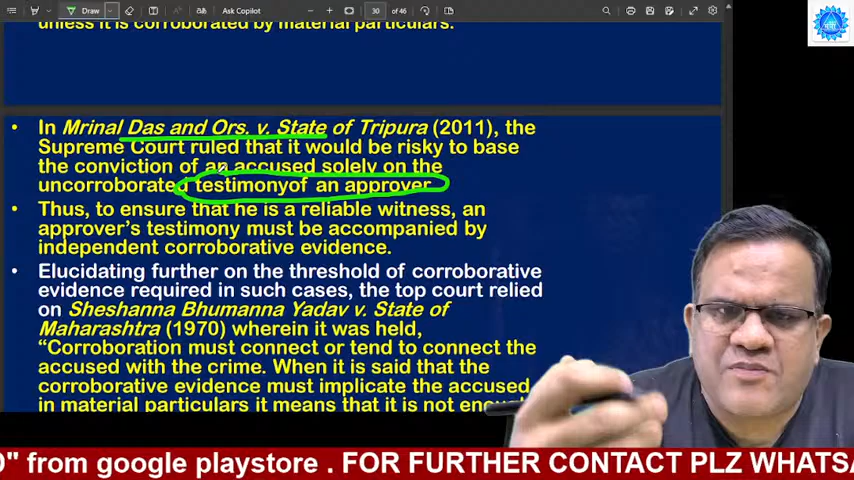 Draw
Ask Copilot
30 of 46
unless it is corroborated by material particulars.
• In Mrinal Das and Ors. v. State of Tripura (2011), the
Supreme Court ruled that it would be risky to base
the conviction of an accused solely on the
uncorroborated testimonyof an approver
• Thus, to ensure that he is a reliable witness, an
approver's testimony must be accompanied by
independent corroborative evidence.
• Elucidating further on the threshold of corroborative
evidence required in such cases, the top court relied
on Sheshanna Bhumanna Yadav v. State of
Maharashtra (1970) wherein it was held,
“Corroboration must connect or tend to connect the
accused with the crime. When it is said that the
corroborative evidence must implicate the accused
in material particulars it means that it is not enough
" from google playstore . FOR FURTHER CONTACT PLZ WHATSA